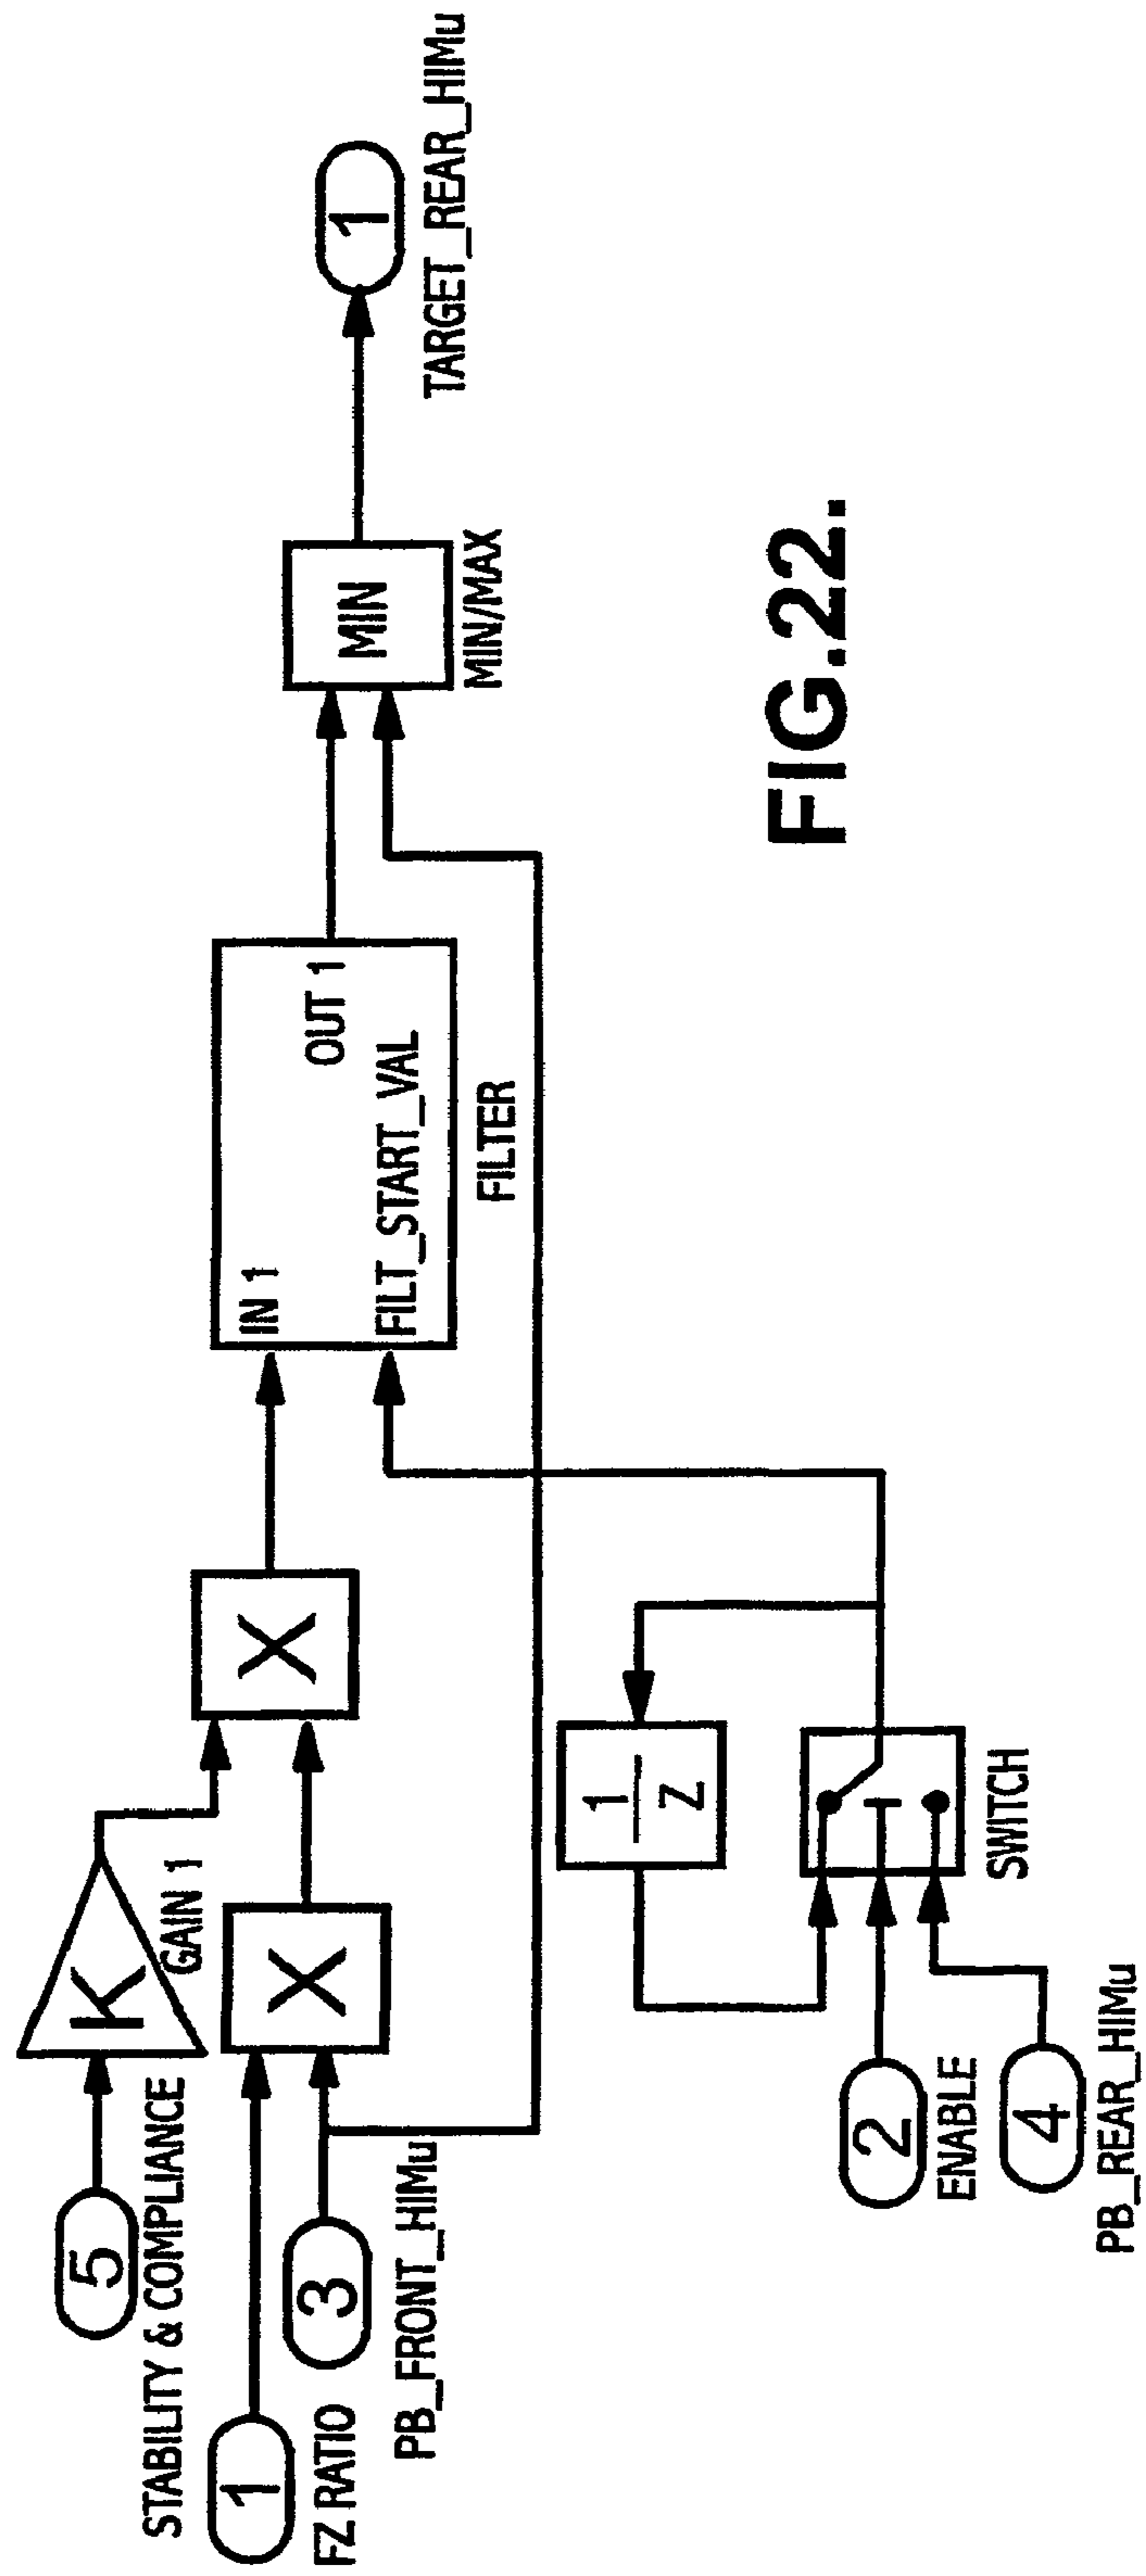 5
STABILITY & COMPLIANCE
K
GAIN 1
1
FZ RATIO
3
PB_FRONT_HIMu
X
X
IN 1
OUT 1
FILT_START_VAL
FILTER
MIN
MIN/MAX
1
TARGET_REAR_HIMu
1
Z
2
ENABLE
4
PB_REAR_HIMu
SWITCH
FIG.22.